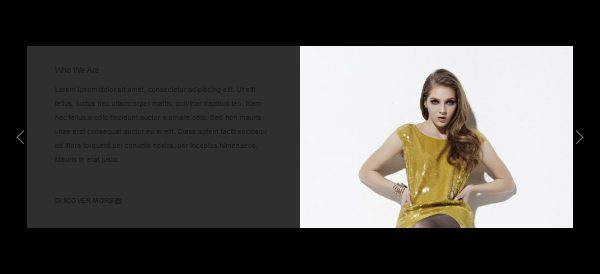 Who We Are
Lorem ipsum dolor sit amet, consectetur adipiscing elit. Ut elit
tellus, luctus nec ullamcorper mattis, pulvinar dapibus leo. Nam
nec tellus a odio tincidunt auctor a ornare odio. Sed non mauris
vitae erat consequat auctor eu in elit. Class aptent taciti sociosqu
ad litora torquent per conubia nostra, per inceptos himenaeos.
Mauris in erat justo.
DISCOVER MORE